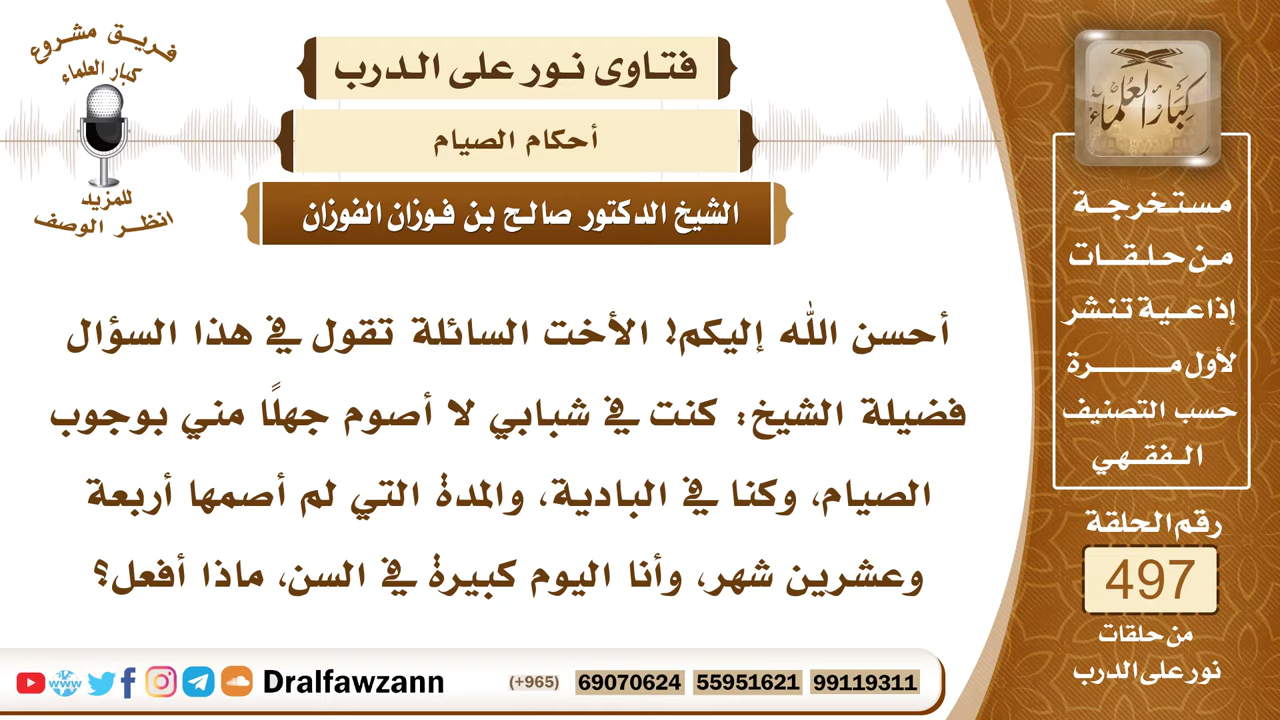 فريق مشروع
كبار العلماء
للمزيد
انظر الوصف
فتاوى نور على الدرب
أحكام الصيام
الشيخ الدكتور صالح بن فوزان الفوزان
أحسن الله إليكم! الأخت السائلة تقول في هذا السؤال
فضيلة الشيخ: كنت في شبابي لا أصوم جهلًا مني بوجوب
الصيام، وكنا في البادية، والمدة التي لم أصمها أربعة
وعشرين شهر، وأنا اليوم كبيرة في السن، ماذا أفعل؟
كبار العلماء
مستخرجة
من حلقات
إذاعية تنشر
لأول مرة
حسب التصنيف
الفقهي
رقم الحلقة
497
من حلقات
نور على الدرب
www
Dralfawzann (+965) 69070624 55951621 99119311